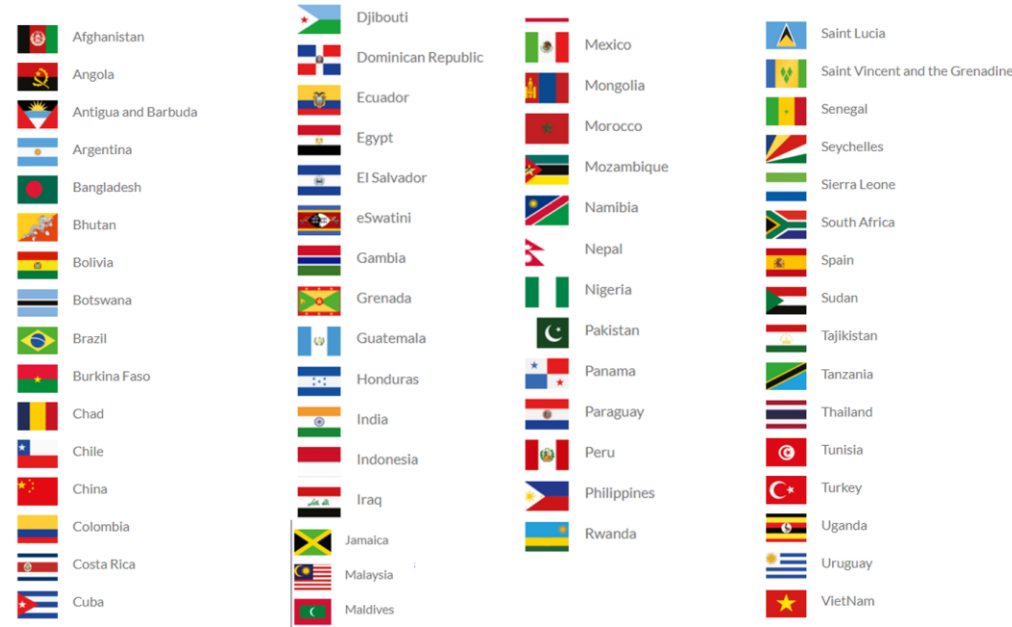 Afghanistan
Angola
Antigua and Barbuda
Argentina
Bangladesh
Bhutan
Bolivia
Botswana
Brazil
Burkina Faso
Chad
Chile
China
Colombia
Costa Rica
Cuba
Djibouti
Dominican Republic
Ecuador
Egypt
El Salvador
eSwatini
Gambia
Grenada
Guatemala
Honduras
India
Indonesia
Iraq
Jamaica
Malaysia
Maldives
Mexico
Mongolia
Morocco
Mozambique
Namibia
Nepal
Nigeria
Pakistan
Panama
Paraguay
Peru
Philippines
Rwanda
Saint Lucia
Saint Vincent and the Grenadine
Senegal
Seychelles
Sierra Leone
South Africa
Spain
Sudan
Tajikistan
Tanzania
Thailand
Tunisia
Turkey
Uganda
Uruguay
VietNam